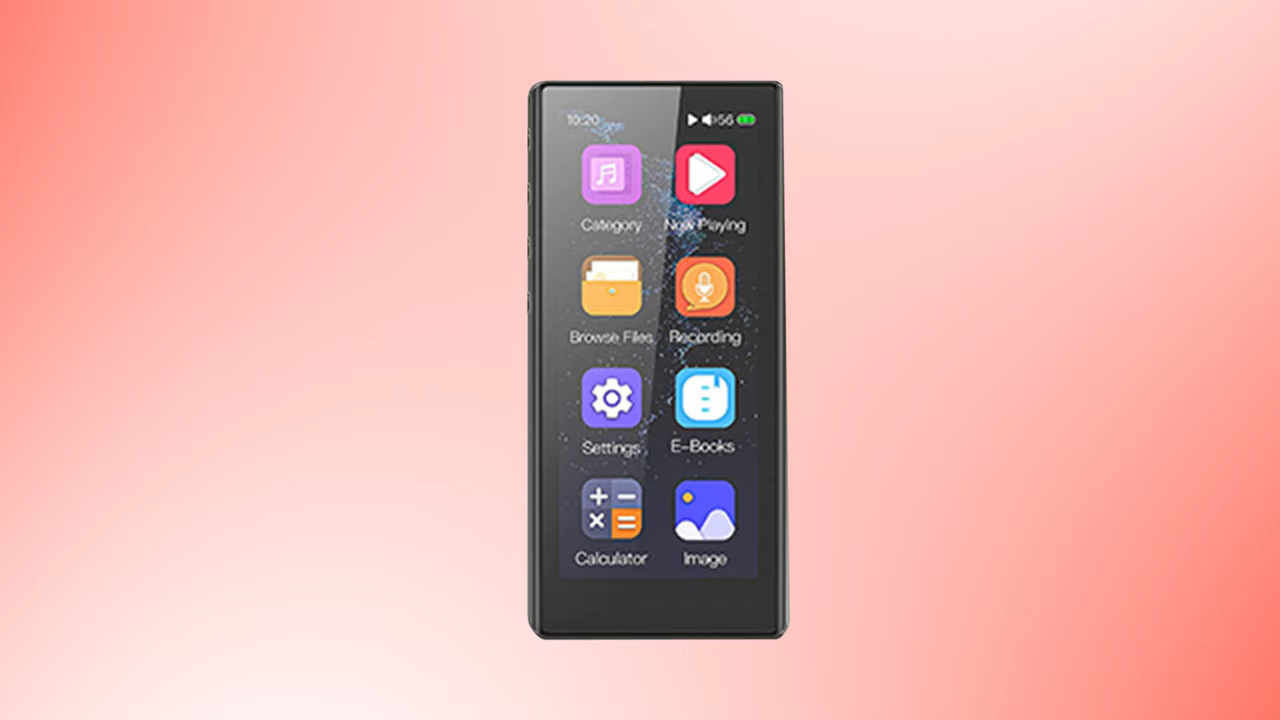 10:20 56
Category Now Playing
Browse Files Recording
Settings E-Books
Calculator Image